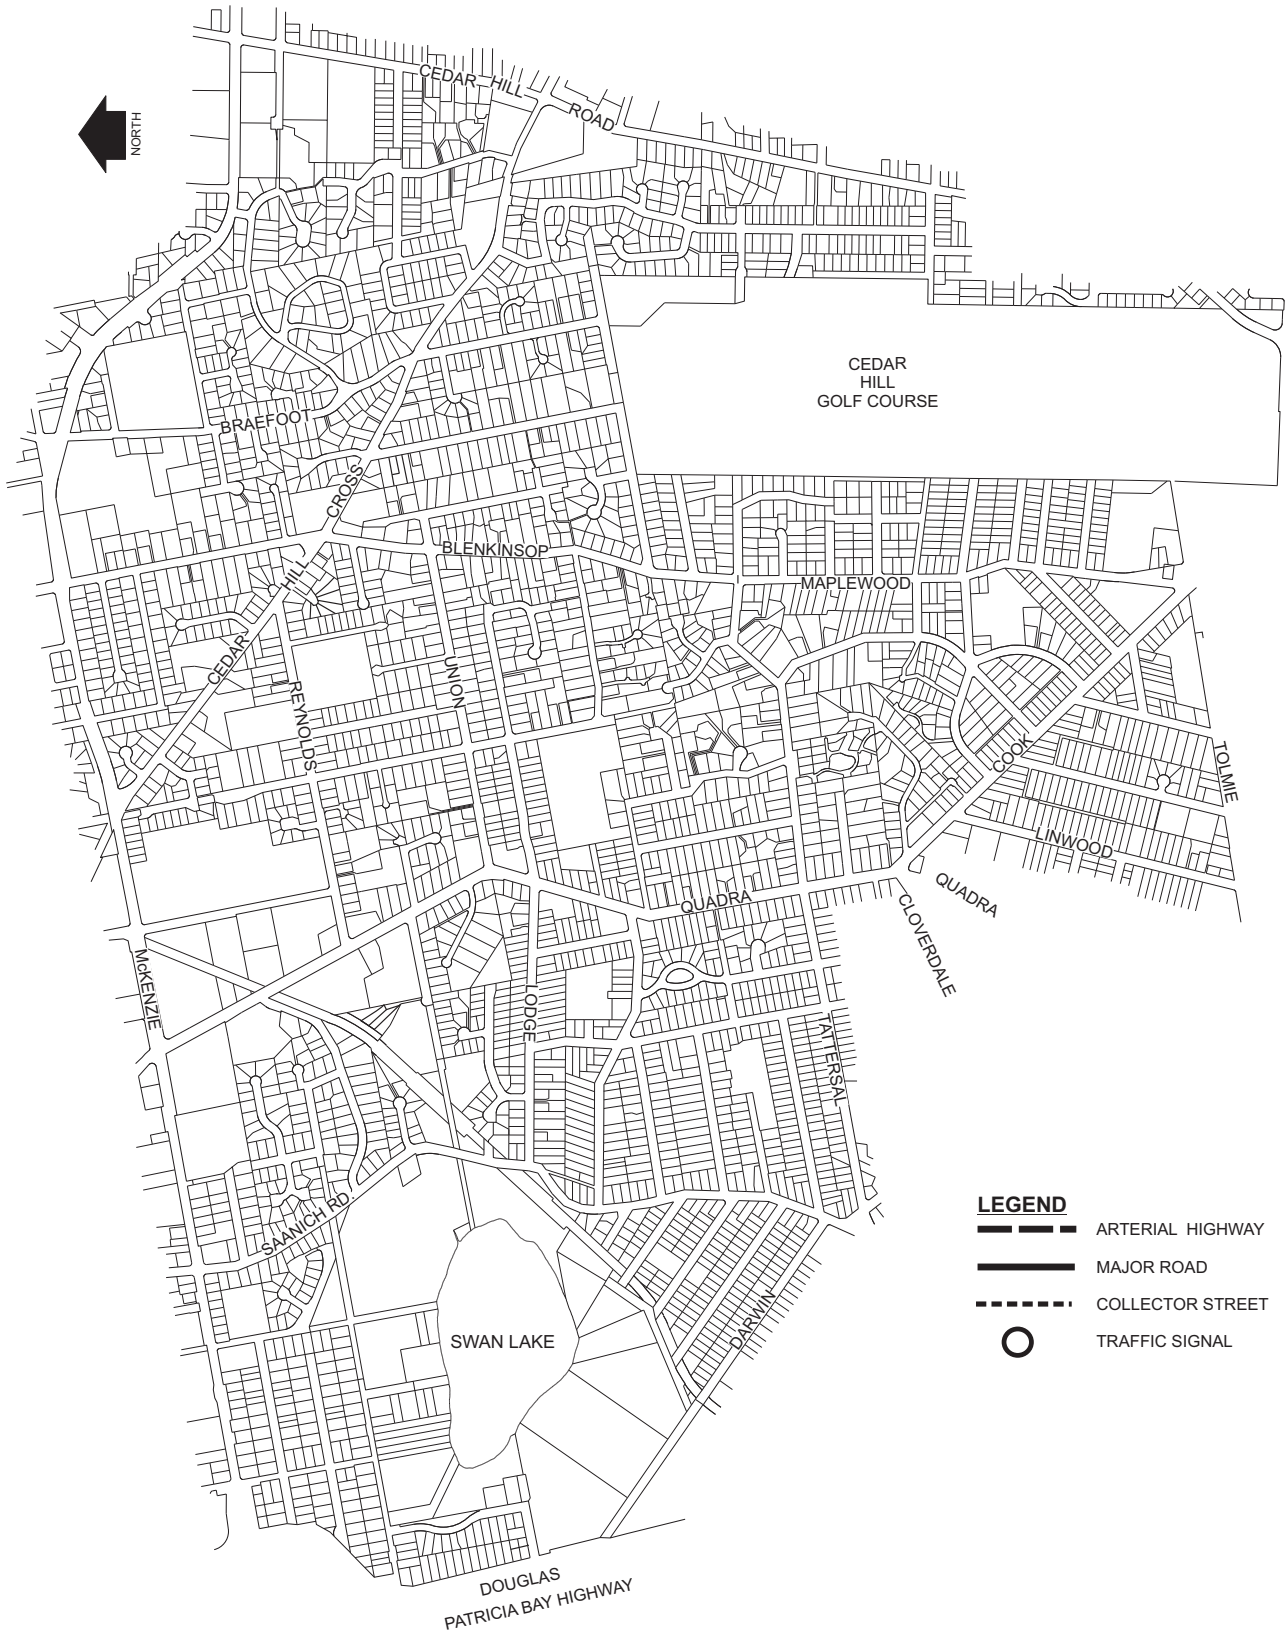 CEDAR HILL
ROAD
NORTH
CEDAR
HILL
GOLF COURSE
BRAEFOOT
CROSS
BLENKINSOP
HILL
MAPLEWOOD
CEDAR
UNION
REYNOLDS
COOK
TOLMIE
LINWOOD
QUADRA
QUADRA
CLOVERDALE
McKENZIE
LODGE
TATTERSAL
SAANICH RD.
LEGEND
ARTERIAL HIGHWAY
MAJOR ROAD
COLLECTOR STREET
TRAFFIC SIGNAL
DARWIN
SWAN LAKE
DOUGLAS
PATRICIA BAY HIGHWAY